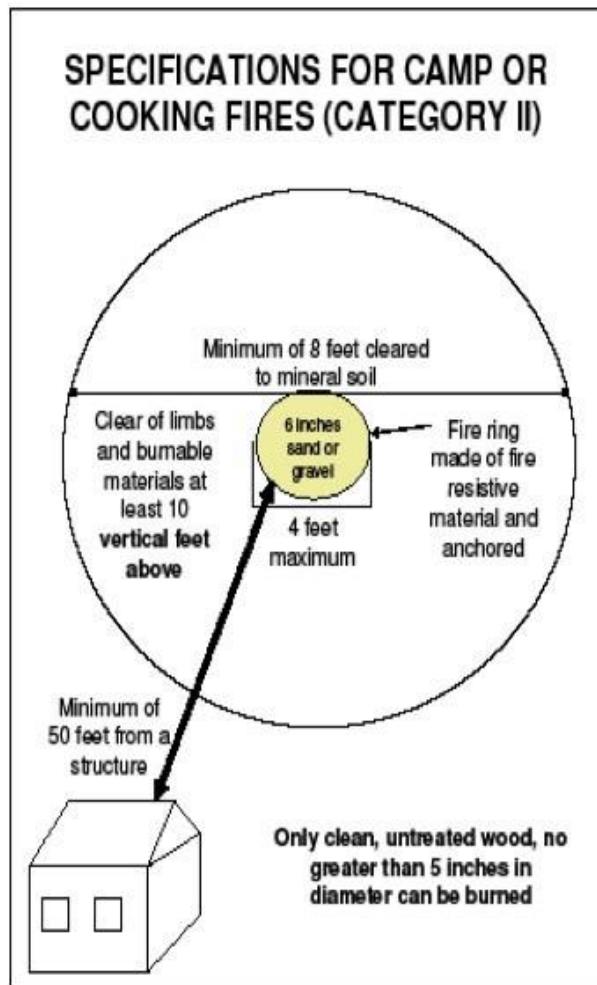 SPECIFICATIONS FOR CAMP OR
COOKING FIRES (CATEGORY II)
Minimum of 8 feet cleared
to mineral soil
Clear of limbs
and burnable
materials at
least 10
vertical feet
above
6 inches
sand or
gravel
Fire ring
made of fire
resistive
material and
anchored
4 feet
maximum
Minimum of
50 feet from a
structure
Only clean, untreated wood, no
greater than 5 inches in
diameter can be burned